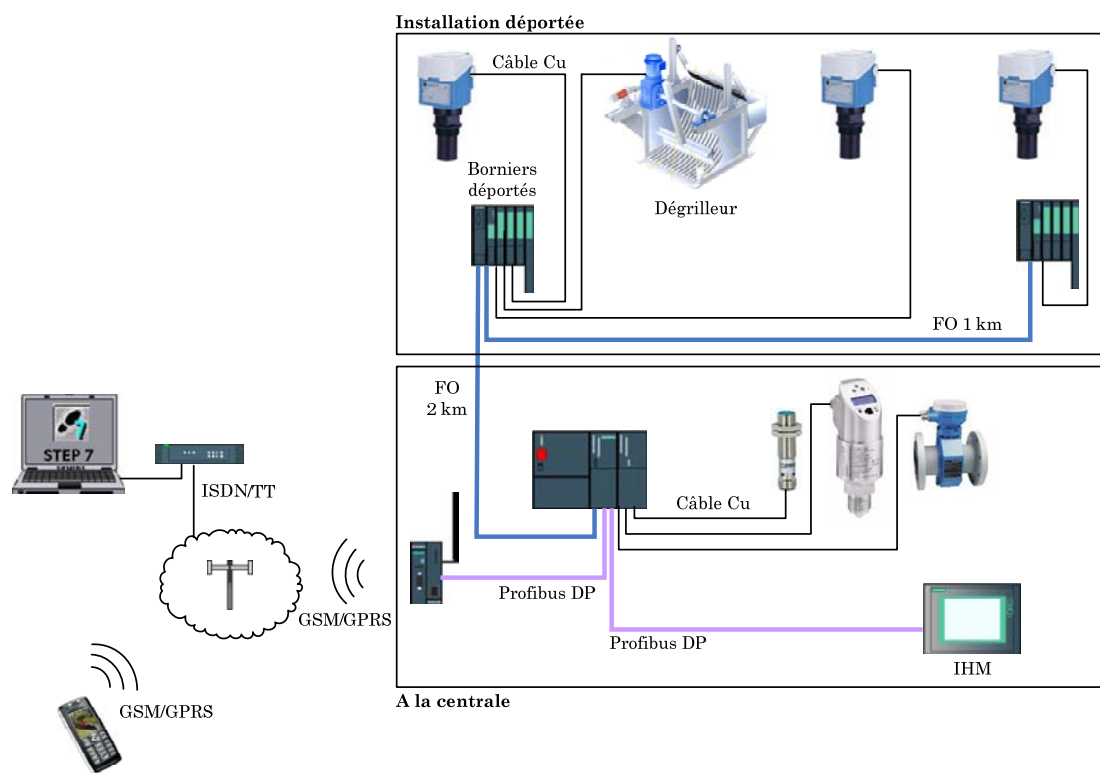 Installation déportée
Câble Cu
Borniers
déportés
Dégrilleur
FO 1 km
FO
2 km
STEP 7
ISDN/TT
Câble Cu
GSM/GPRS
Profibus DP
Profibus DP
IHM
GSM/GPRS
A la centrale